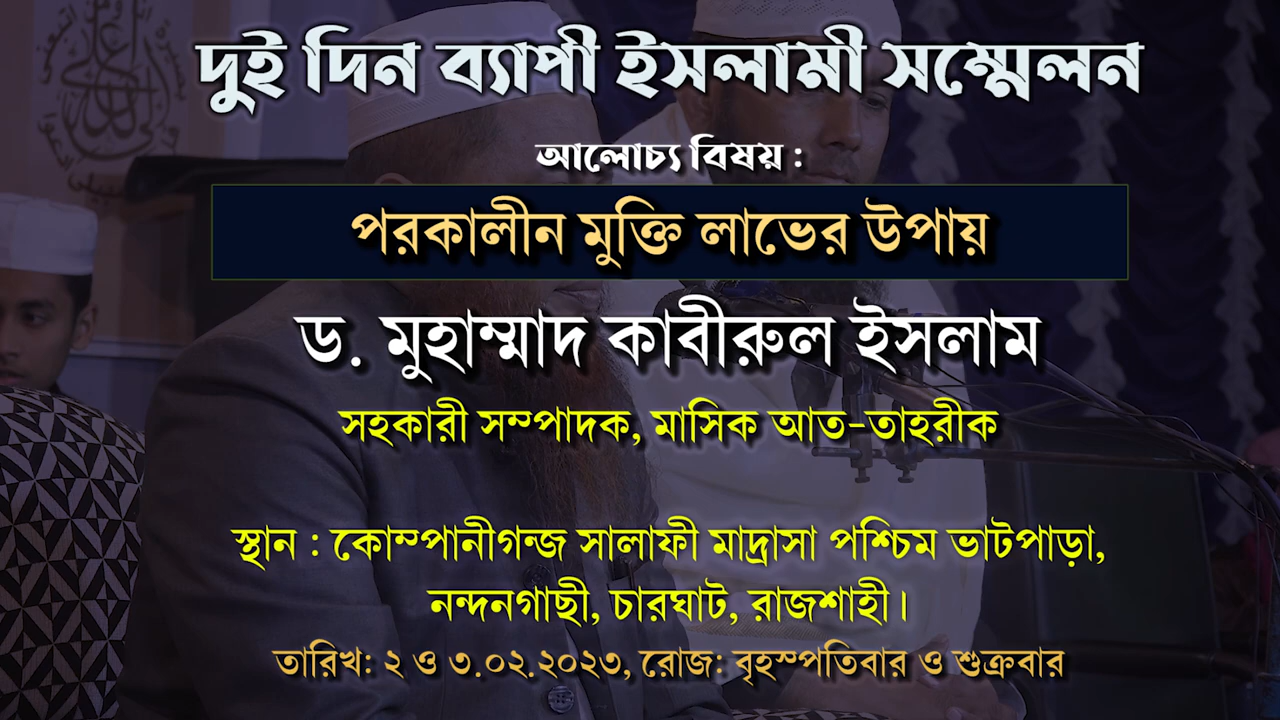 দুই দিন ব্যাপী ইসলামী সম্মেলন
আলোচ্য বিষয় :
পরকালীন মুক্তি লাভের উপায়
ড. মুহাম্মাদ কাবীরুল ইসলাম
সহকারী সম্পাদক, মাসিক আত-তাহরীক
স্থান : কোম্পানীগন্জ সালাফী মাদ্রাসা পশ্চিম ভাটপাড়া,
নন্দনগাছী, চারঘাট, রাজশাহী।
তারিখ: ২ ও ৩.০২.২০২৩, রোজ: বৃহস্পতিবার ও শুক্রবার